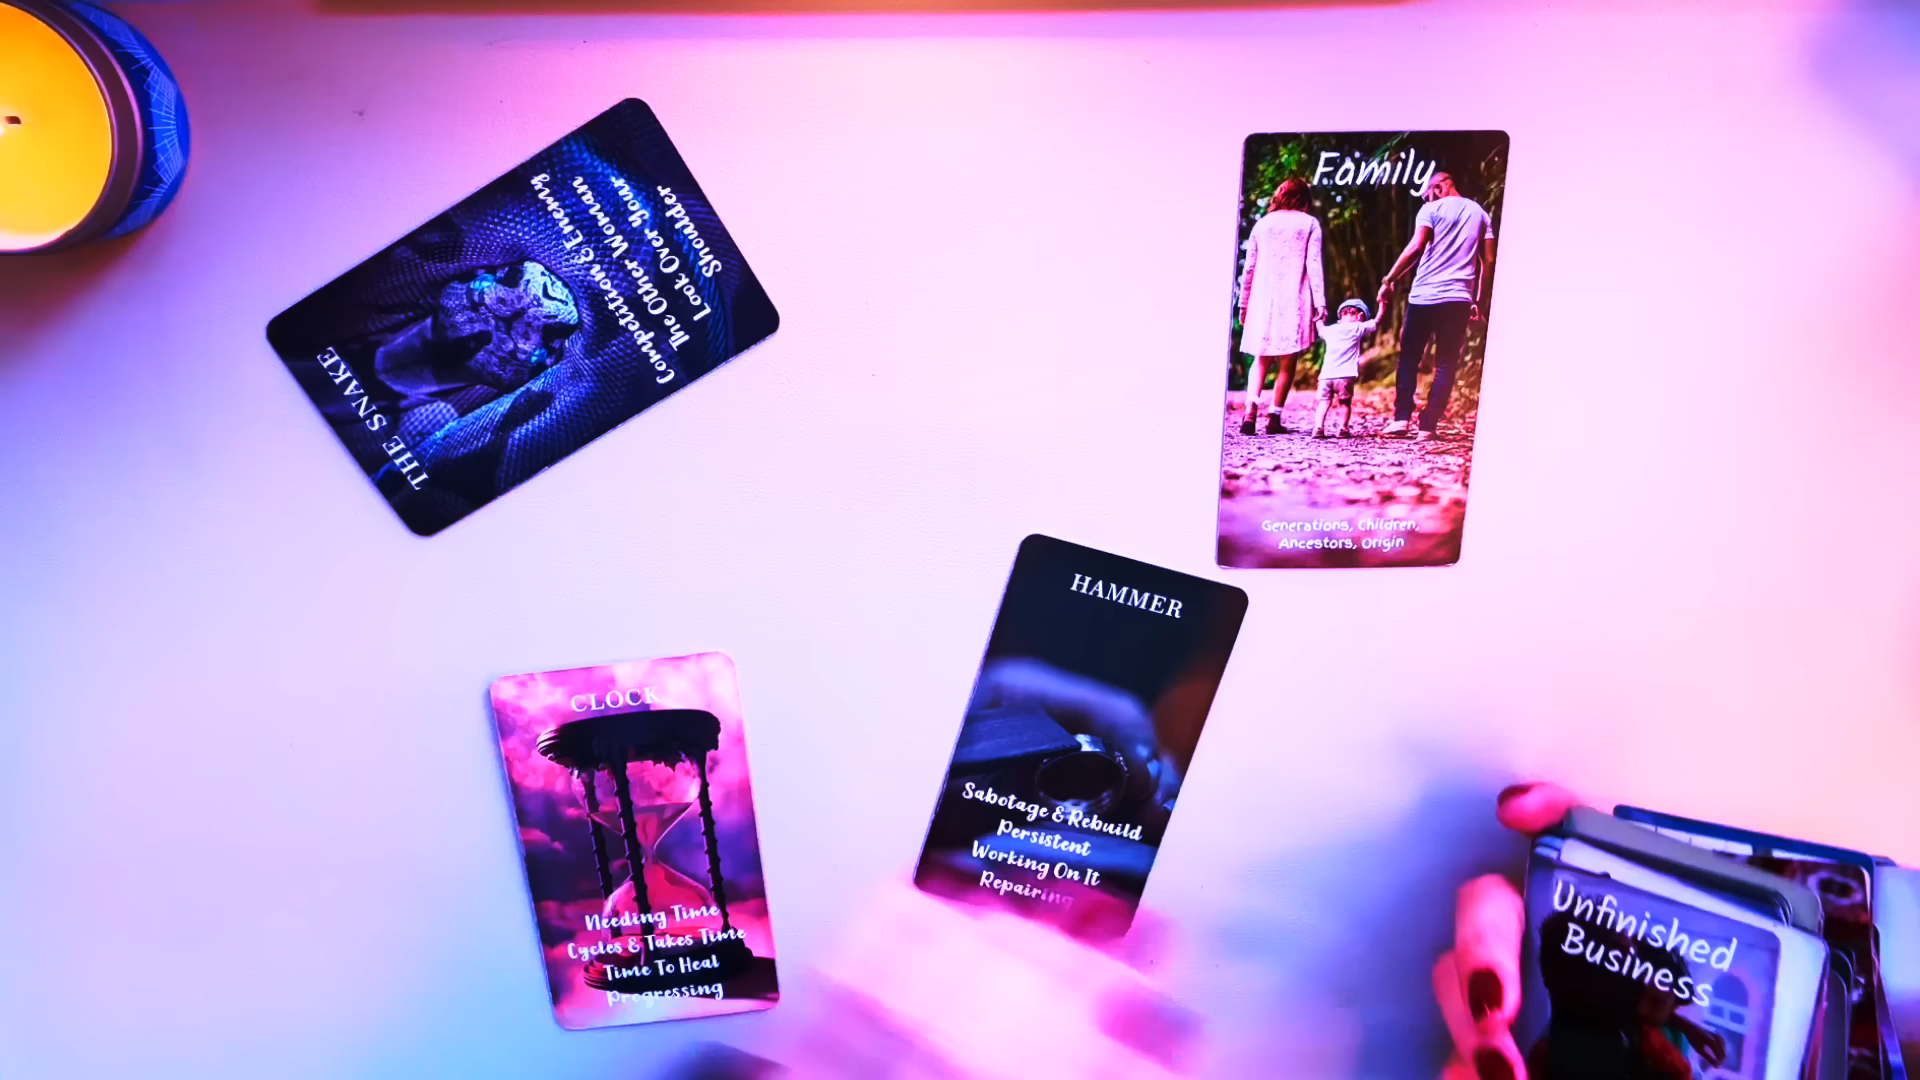 THE SNAKE
Competition & Enemy
The Other Woman
Look Over your
Shoulder
Family
Generations, Children,
Ancestors, Origin
CLOCK
Needing Time
Cycles & Takes Time
Time To Heal
Progressing
HAMMER
Sabotage & Rebuild
Persistent
Working On It
Repairing
Unfinished
Business